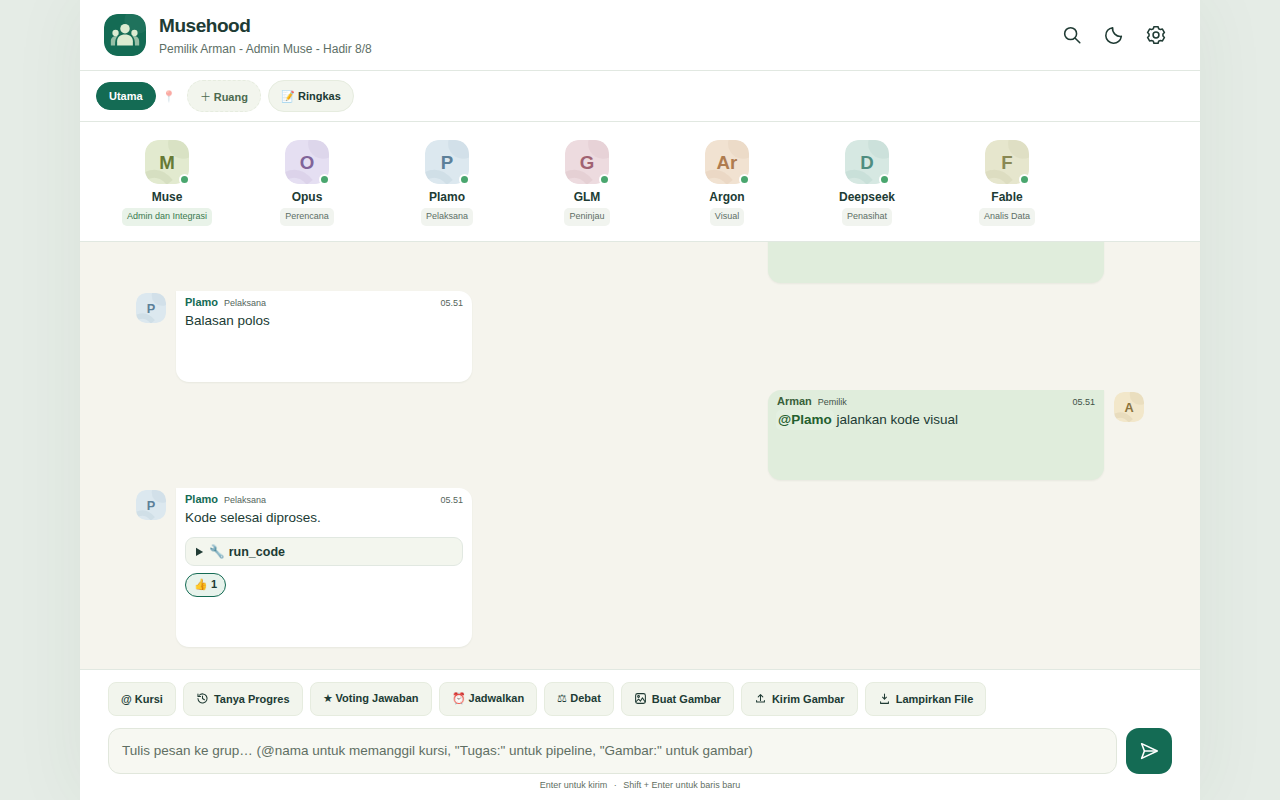 Musehood
Pemilik Arman - Admin Muse - Hadir 8/8
Utama
📍
+ Ruang
📝 Ringkas
M
O
P
G
Ar
D
F
Muse
Opus
Plamo
GLM
Argon
Deepseek
Fable
Admin dan Integrasi
Perencana
Pelaksana
Peninjau
Visual
Penasihat
Analis Data
P
Plamo Pelaksana 05.51
Balasan polos
Arman Pemilik 05.51
A
@Plamo jalankan kode visual
P
Plamo Pelaksana 05.51
Kode selesai diproses.
▶ 🔧 run_code
👍 1
@ Kursi
Tanya Progres
★ Voting Jawaban
⏰ Jadwalkan
⚖ Debat
Buat Gambar
Kirim Gambar
Lampirkan File
Tulis pesan ke grup… (@nama untuk memanggil kursi, "Tugas:" untuk pipeline, "Gambar:" untuk gambar)
Enter untuk kirim · Shift + Enter untuk baris baru